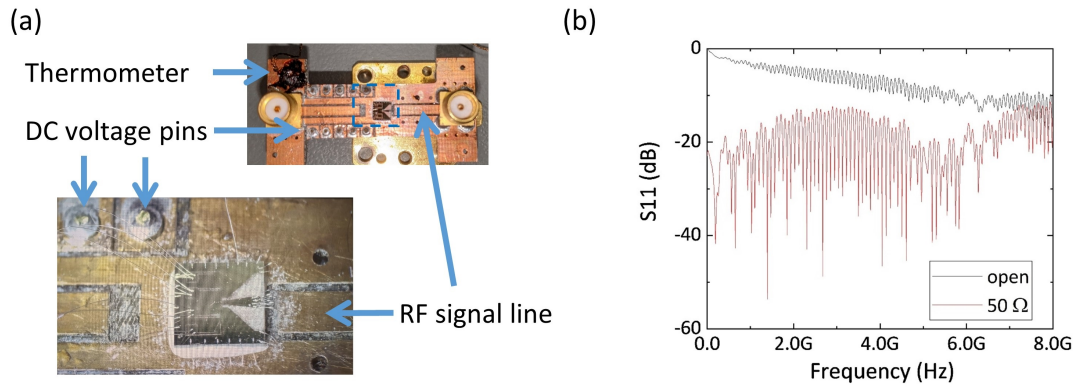 (a)
Thermometer
DC voltage pins
RF signal line
(b)
0
-20
-40
-60
S11 (dB)
open
50 Ω
0.0 2.0G 4.0G 6.0G 8.0G
Frequency (Hz)